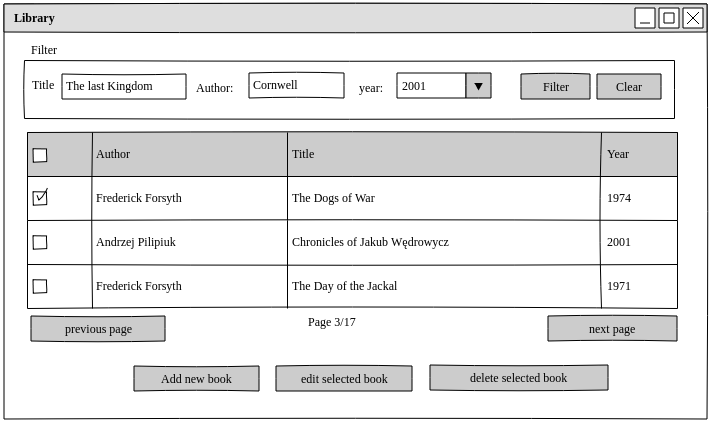 Library
Filter
Title The last Kingdom Author: Cornwell year: 2001 Filter Clear
Author Title Year
Frederick Forsyth The Dogs of War 1974
Andrzej Pilipiuk Chronicles of Jakub Wędrowycz 2001
Frederick Forsyth The Day of the Jackal 1971
previous page Page 3/17 next page
Add new book edit selected book delete selected book